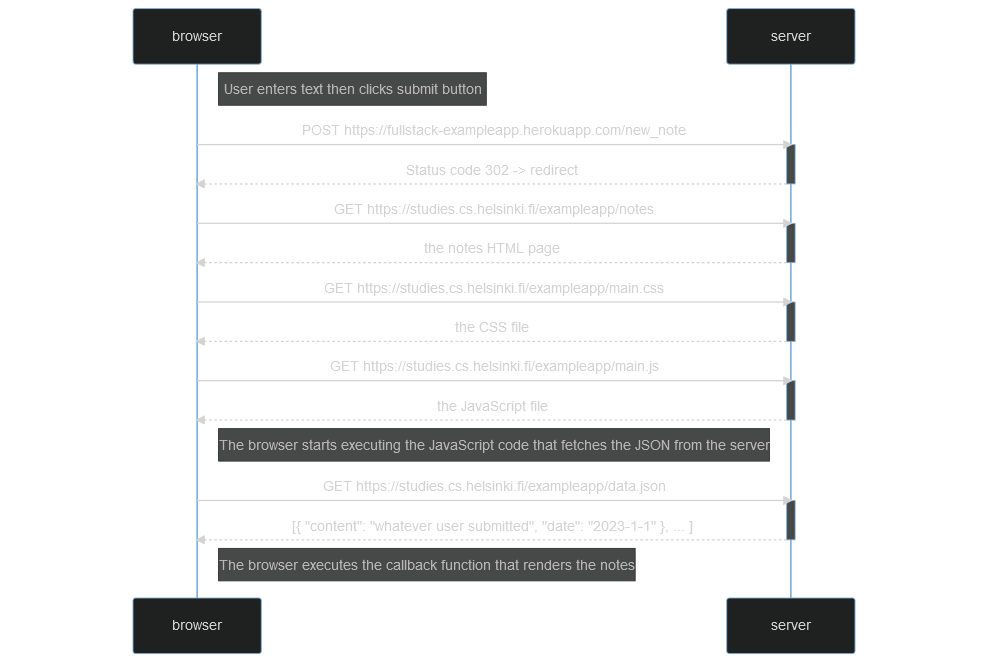 browser
server
User enters text then clicks submit button
POST https://fullstack-exampleapp.herokuapp.com/new_note
Status code 302 -> redirect
GET https://studies.cs.helsinki.fi/exampleapp/notes
the notes HTML page
GET https://studies.cs.helsinki.fi/exampleapp/main.css
the CSS file
GET https://studies.cs.helsinki.fi/exampleapp/main.js
the JavaScript file
The browser starts executing the JavaScript code that fetches the JSON from the server
GET https://studies.cs.helsinki.fi/exampleapp/data.json
[{ "content": "whatever user submitted", "date": "2023-1-1" }, ... ]
The browser executes the callback function that renders the notes
browser
server